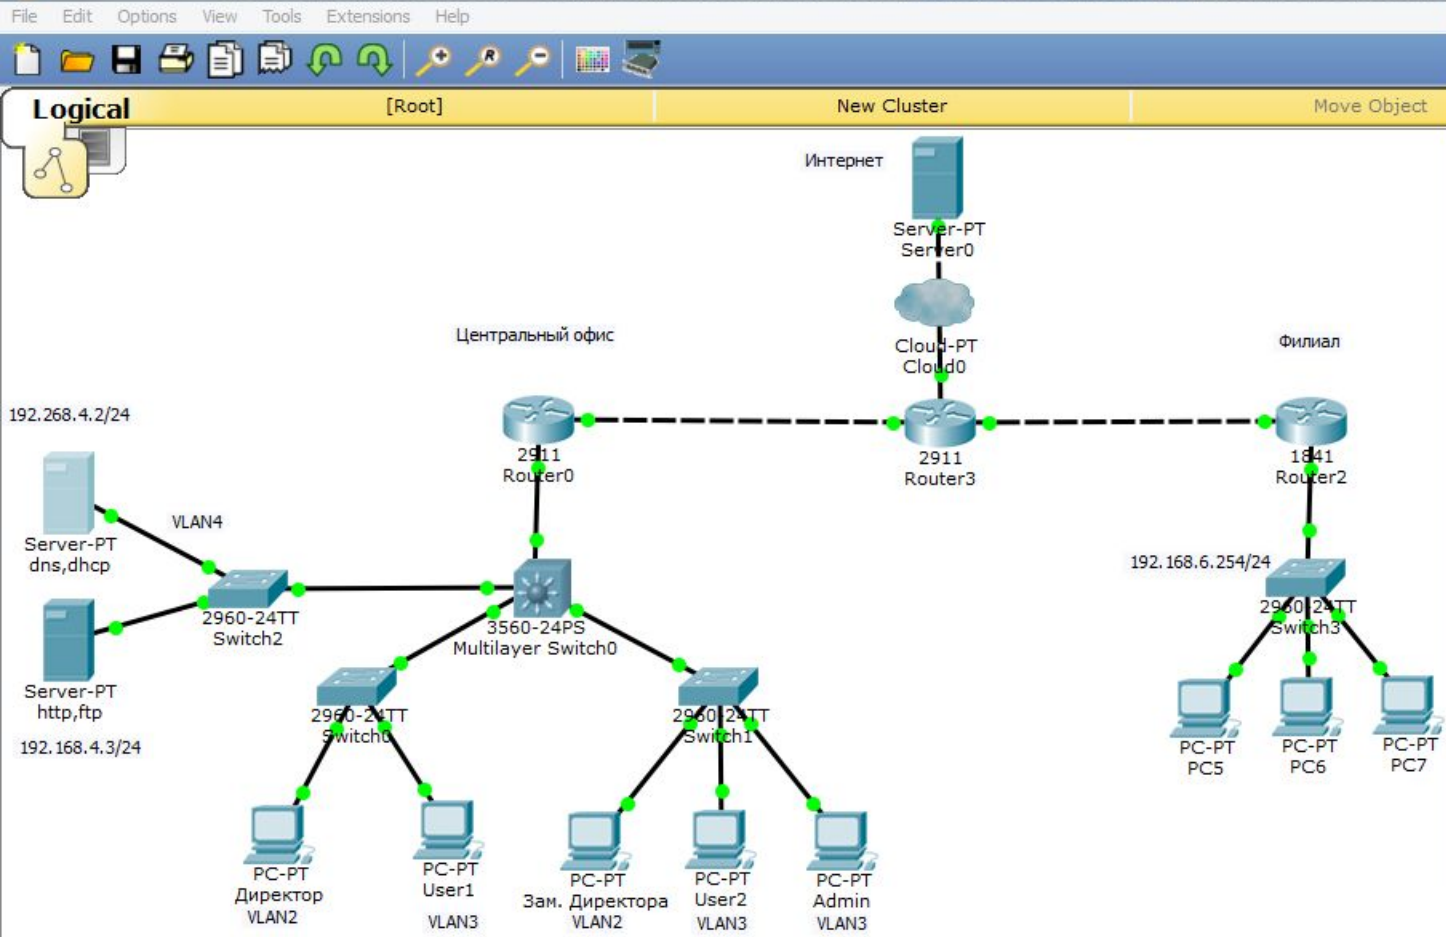 File Edit Options View Tools Extensions Help
R
Logical
[Root]
New Cluster
Move Object
Интернет
Server-PT
Server0
Cloud-PT
Cloud0
Центральный офис
Филиал
192.268.4.2/24
2911
Router0
2911
Router3
1841
Router2
VLAN4
Server-PT
dns,dhcp
192.168.6.254/24
2960-24TT
Switch2
3560-24PS
Multilayer Switch0
2960-24TT
Switch3
Server-PT
http,ftp
192.168.4.3/24
2960-24TT
Switch0
2960-24TT
Switch1
PC-PT
PC5
PC-PT
PC6
PC-PT
PC7
PC-PT
Директор
VLAN2
PC-PT
User1
VLAN3
PC-PT
Зам. Директора
VLAN2
PC-PT
User2
VLAN3
PC-PT
Admin
VLAN3